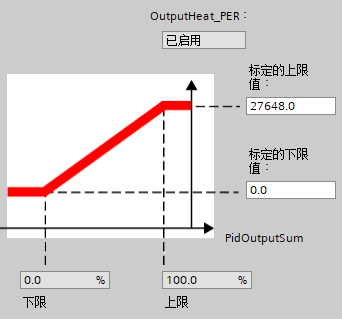 OutputHeat_PER：
已启用
标定的上限
值：
27648.0
标定的下限
值：
0.0
PidOutputSum
0.0 %
100.0 %
下限
上限